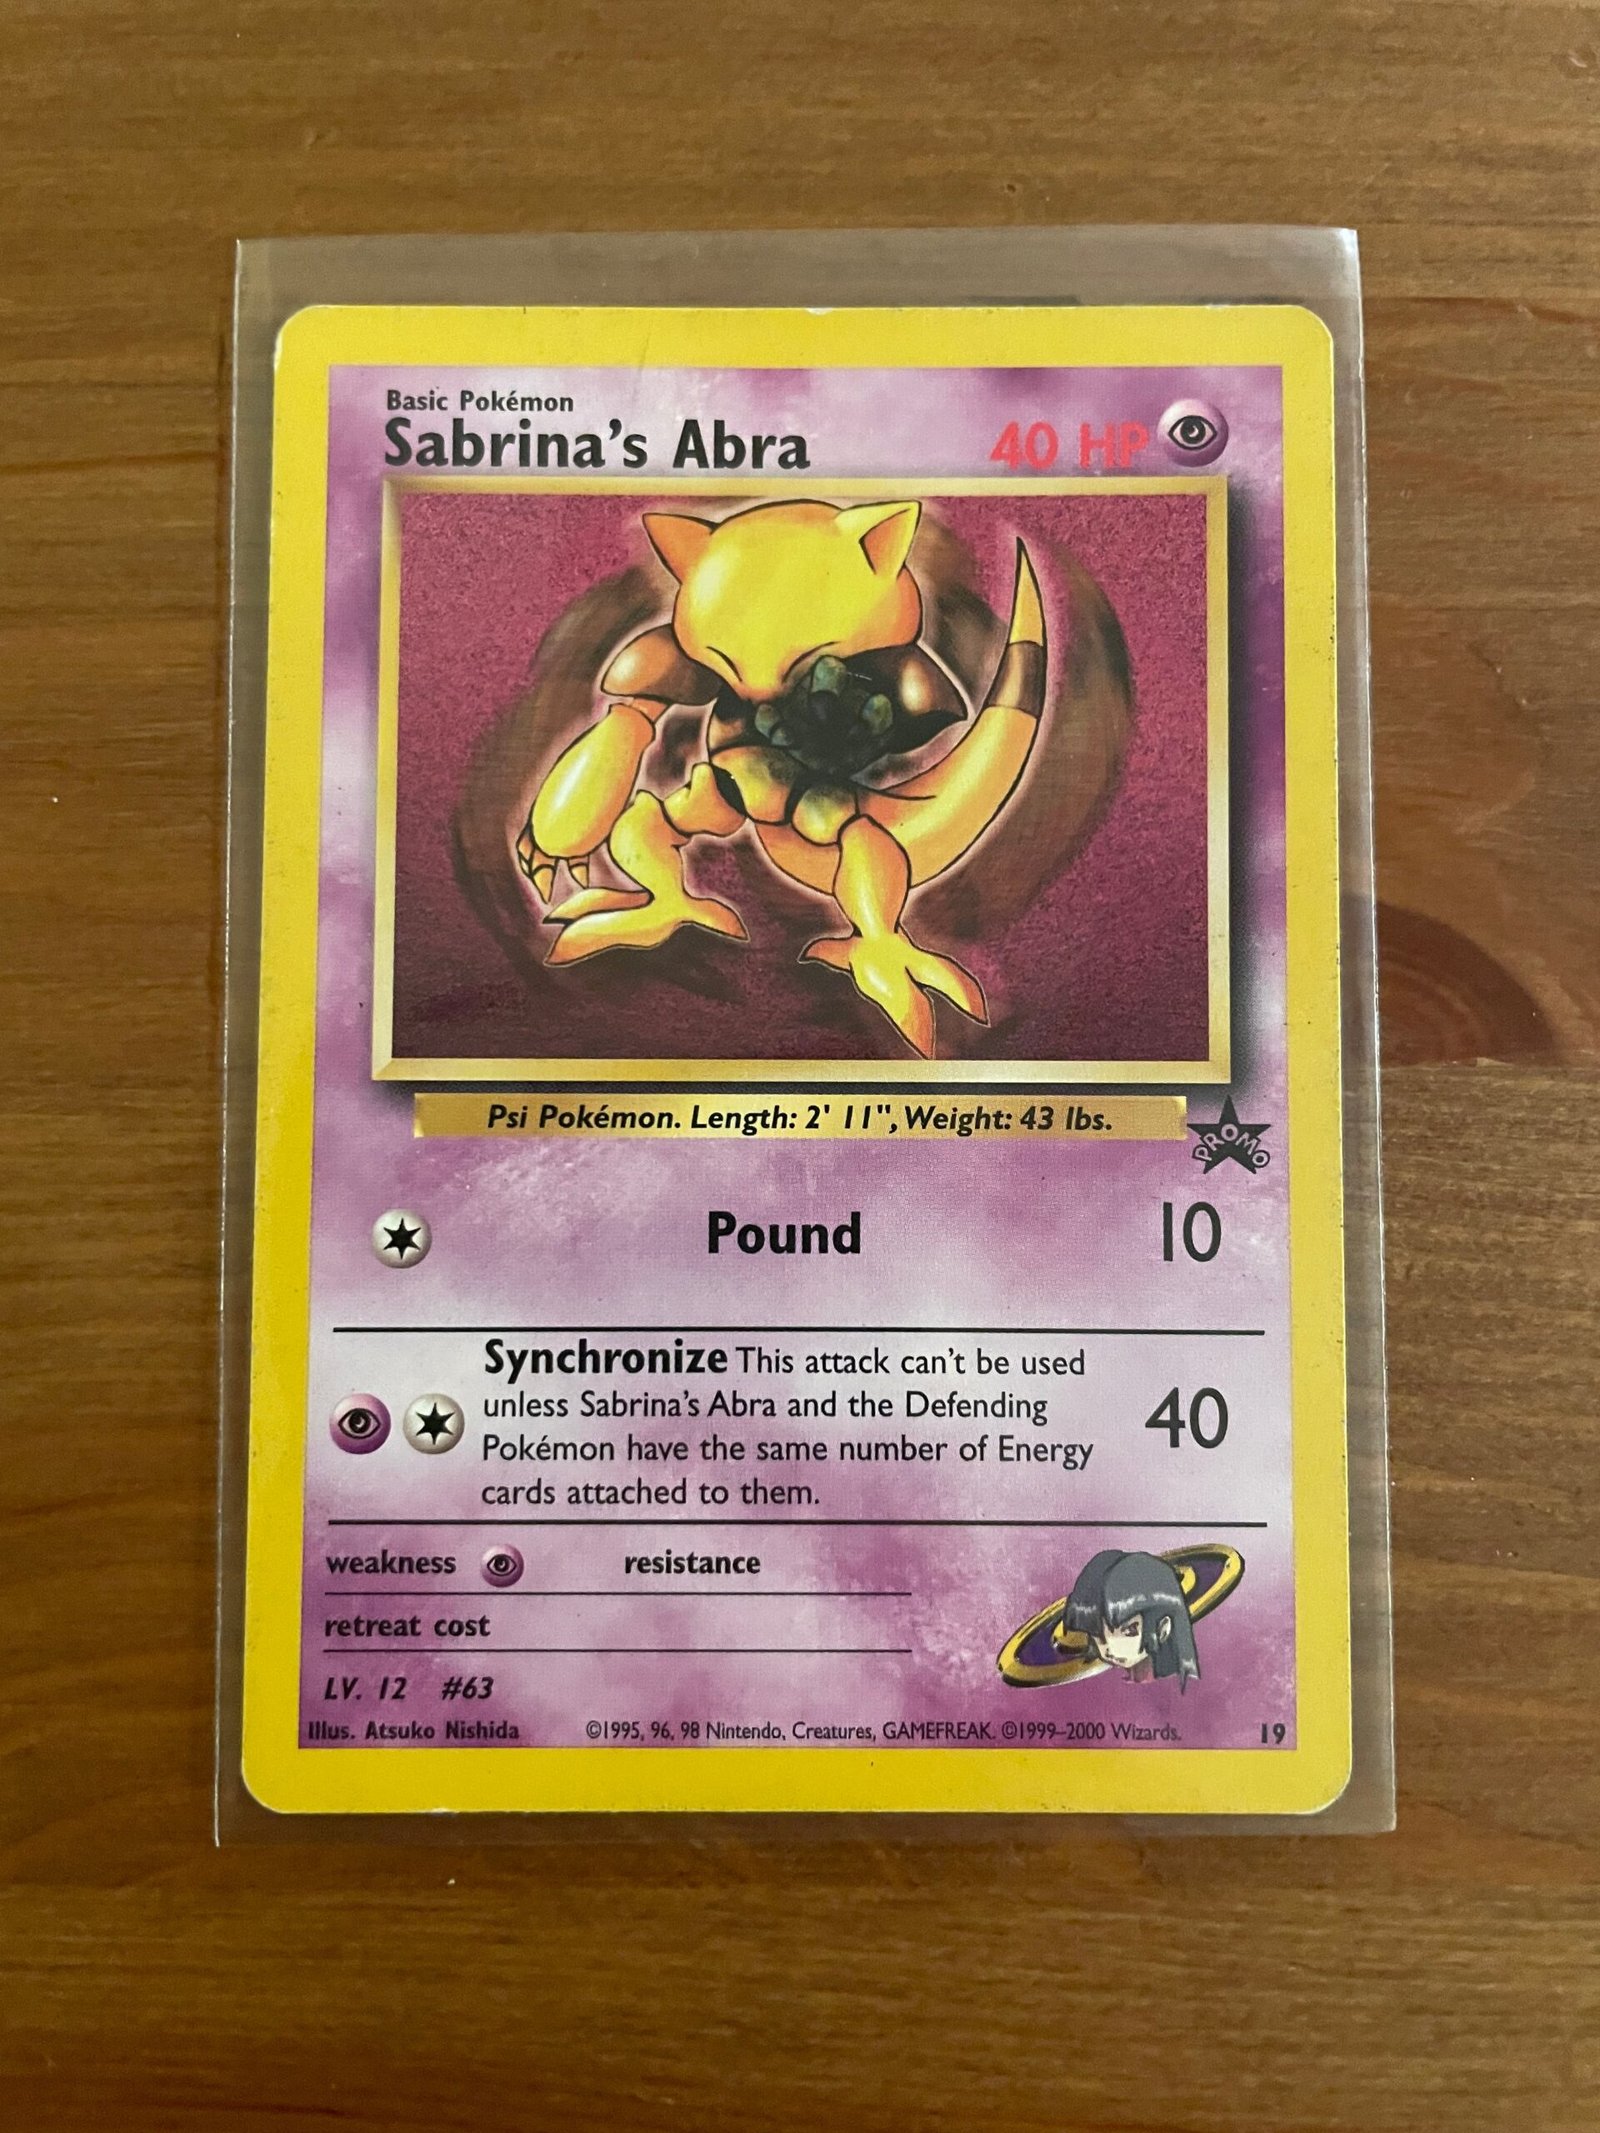 Basic Pokémon
Sabrina's Abra 40 HP
Psi Pokémon. Length: 2' 11", Weight: 43 lbs.
PROMO
Pound 10
Synchronize This attack can't be used
unless Sabrina's Abra and the Defending
Pokémon have the same number of Energy
cards attached to them.
40
weakness resistance
retreat cost
LV. 12 #63
Illus. Atsuko Nishida ©1995, 96, 98 Nintendo, Creatures, GAMEFREAK. ©1999–2000 Wizards. 19